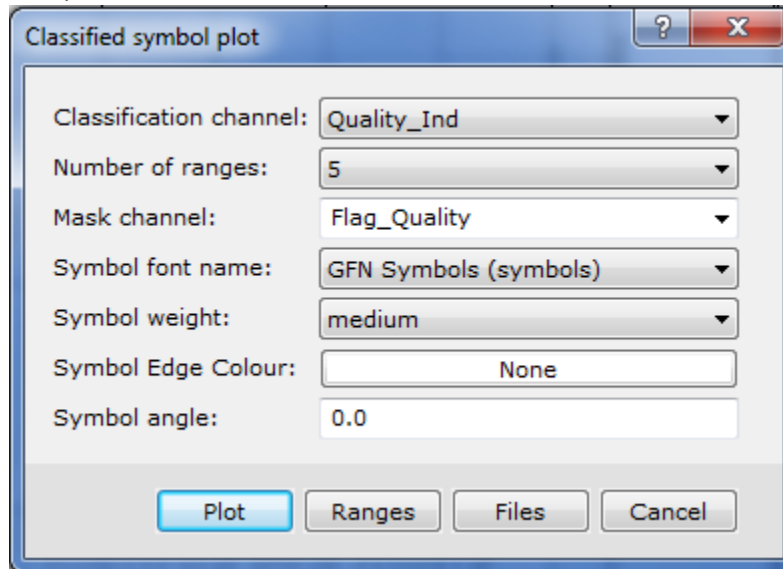 Classified symbol plot
Classification channel: Quality_Ind
Number of ranges: 5
Mask channel: Flag_Quality
Symbol font name: GFN Symbols (symbols)
Symbol weight: medium
Symbol Edge Colour: None
Symbol angle: 0.0
Plot Ranges Files Cancel